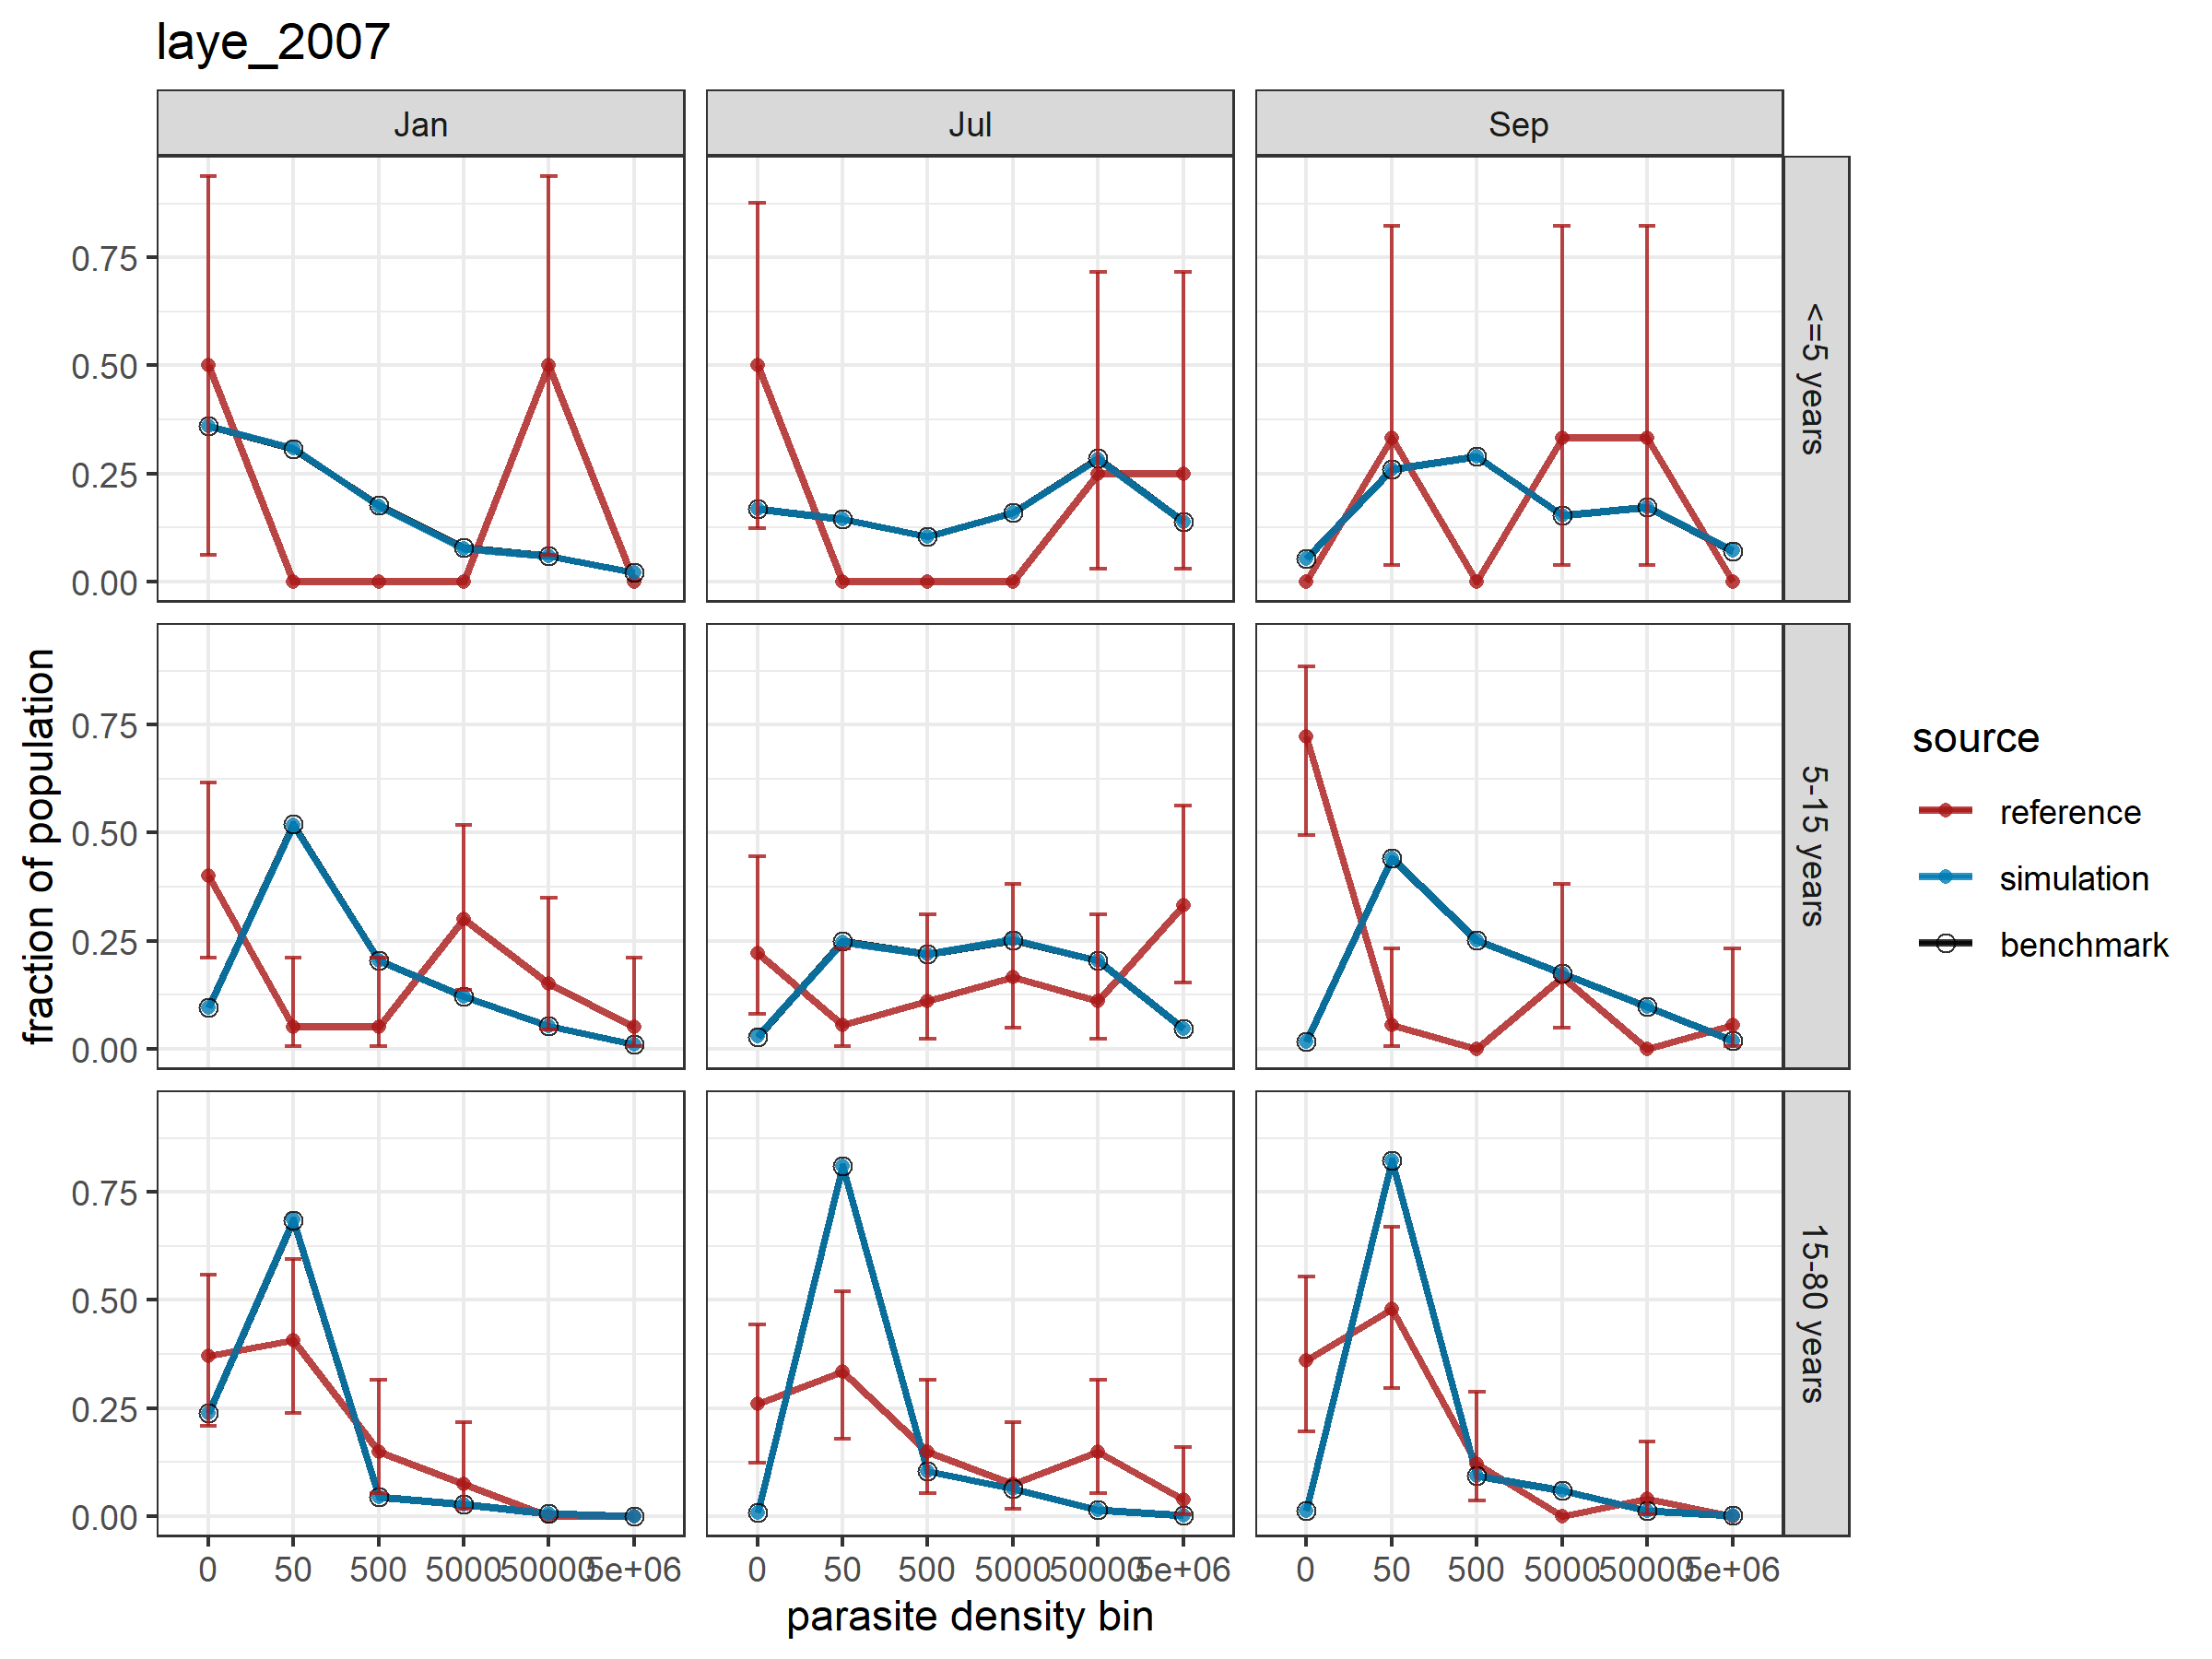 laye_2007
Jan Jul Sep
<=5 years
0.75
0.50
0.25
0.00
5-15 years
0.75
0.50
0.25
0.00
15-80 years
0.75
0.50
0.25
0.00
fraction of population
0 50 500 5000 50000 5e+06 0 50 500 5000 50000 5e+06 0 50 500 5000 50000 5e+06
parasite density bin
source
reference
simulation
benchmark